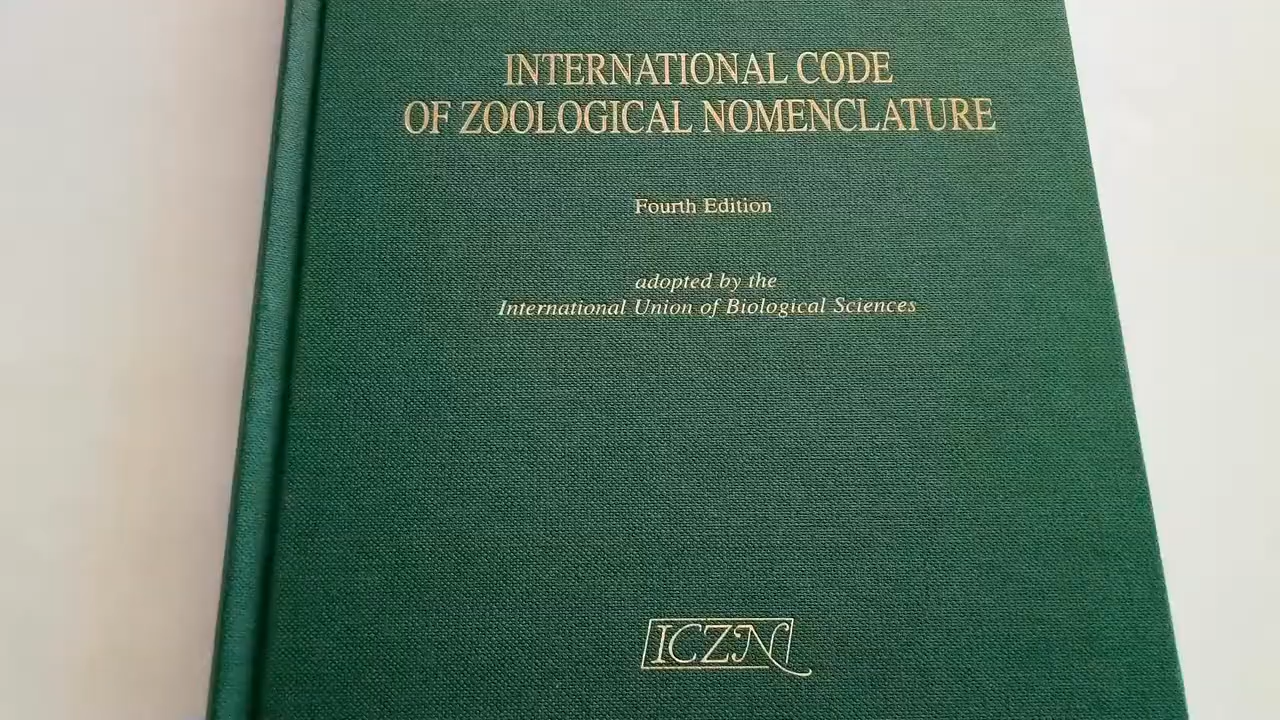 INTERNATIONAL CODE
OF ZOOLOGICAL NOMENCLATURE
Fourth Edition
adopted by the
International Union of Biological Sciences
ICZN